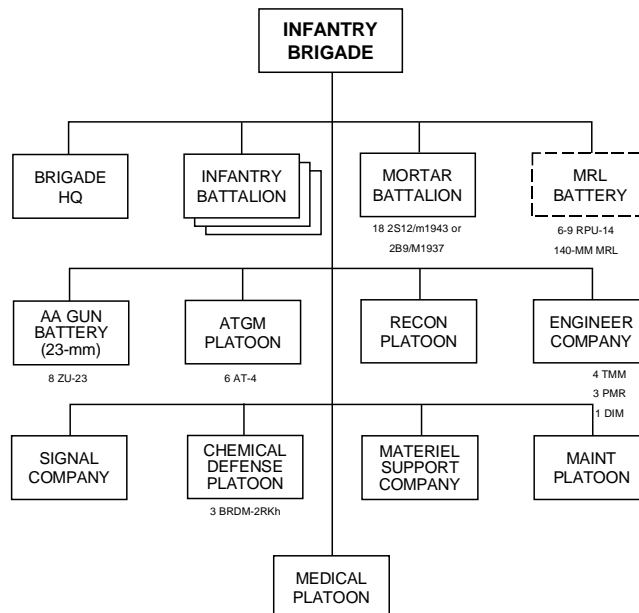 INFANTRY
BRIGADE
BRIGADE
HQ
INFANTRY
BATTALION
MORTAR
BATTALION
18 2S12/m1943 or
2B9/M1937
MRL
BATTERY
6-9 RPU-14
140-MM MRL
AA GUN
BATTERY
(23-mm)
8 ZU-23
ATGM
PLATOON
6 AT-4
RECON
PLATOON
ENGINEER
COMPANY
4 TMM
3 PMR
1 DIM
SIGNAL
COMPANY
CHEMICAL
DEFENSE
PLATOON
3 BRDM-2RKh
MATERIEL
SUPPORT
COMPANY
MAINT
PLATOON
MEDICAL
PLATOON